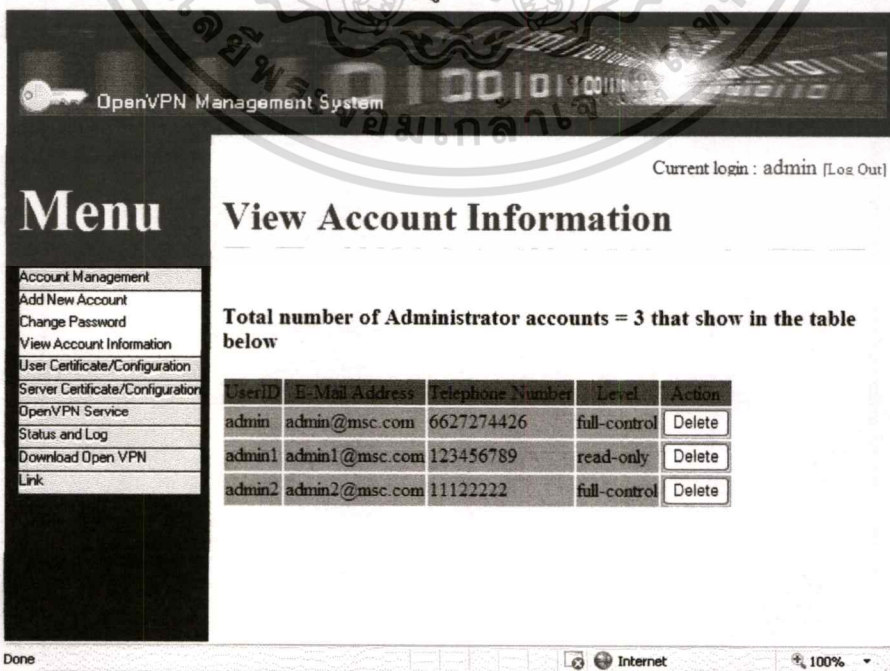 OpenVPN Management System
Current login : admin [Log Out]
Menu
View Account Information
Account Management
Add New Account
Change Password
View Account Information
User Certificate/Configuration
Server Certificate/Configuration
OpenVPN Service
Status and Log
Download Open VPN
Link
Total number of Administrator accounts = 3 that show in the table
below
UserID E-Mail Address Telephone Number Level Action
admin admin@msc.com 6627274426 full-control Delete
admin1 admin1@msc.com 123456789 read-only Delete
admin2 admin2@msc.com 11122222 full-control Delete
Done Internet 100%